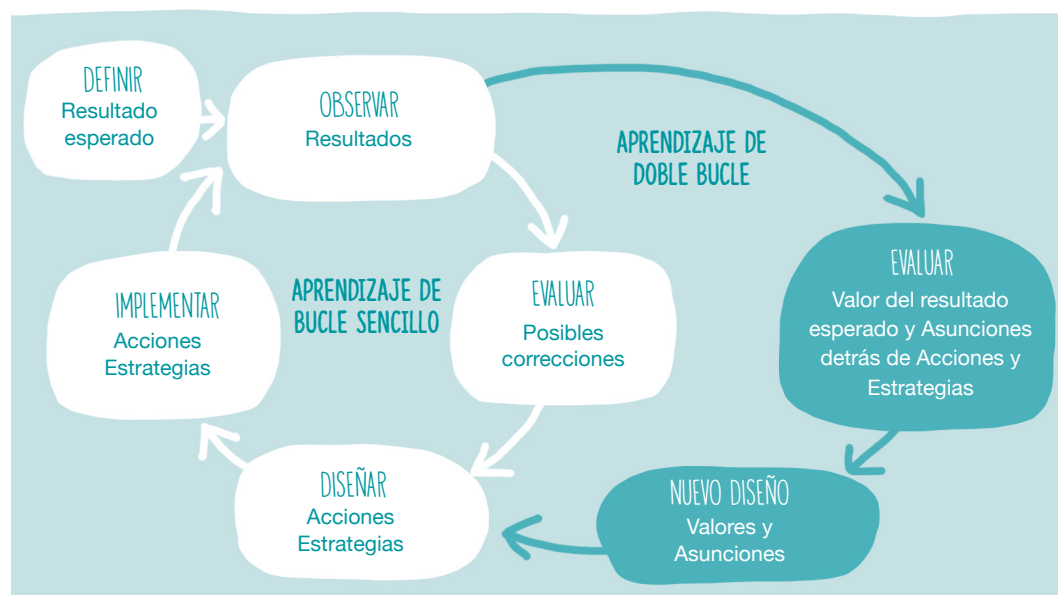 DEFINIR
Resultado
esperado
OBSERVAR
Resultados
APRENDIZAJE DE
DOBLE BUCLE
EVALUAR
Valor del resultado
esperado y Asunciones
detrás de Acciones y
Estrategias
IMPLEMENTAR
Acciones
Estrategias
APRENDIZAJE DE
BUCLE SENCILLO
EVALUAR
Posibles
correcciones
DISEÑAR
Acciones
Estrategias
NUEVO DISEÑO
Valores y
Asunciones